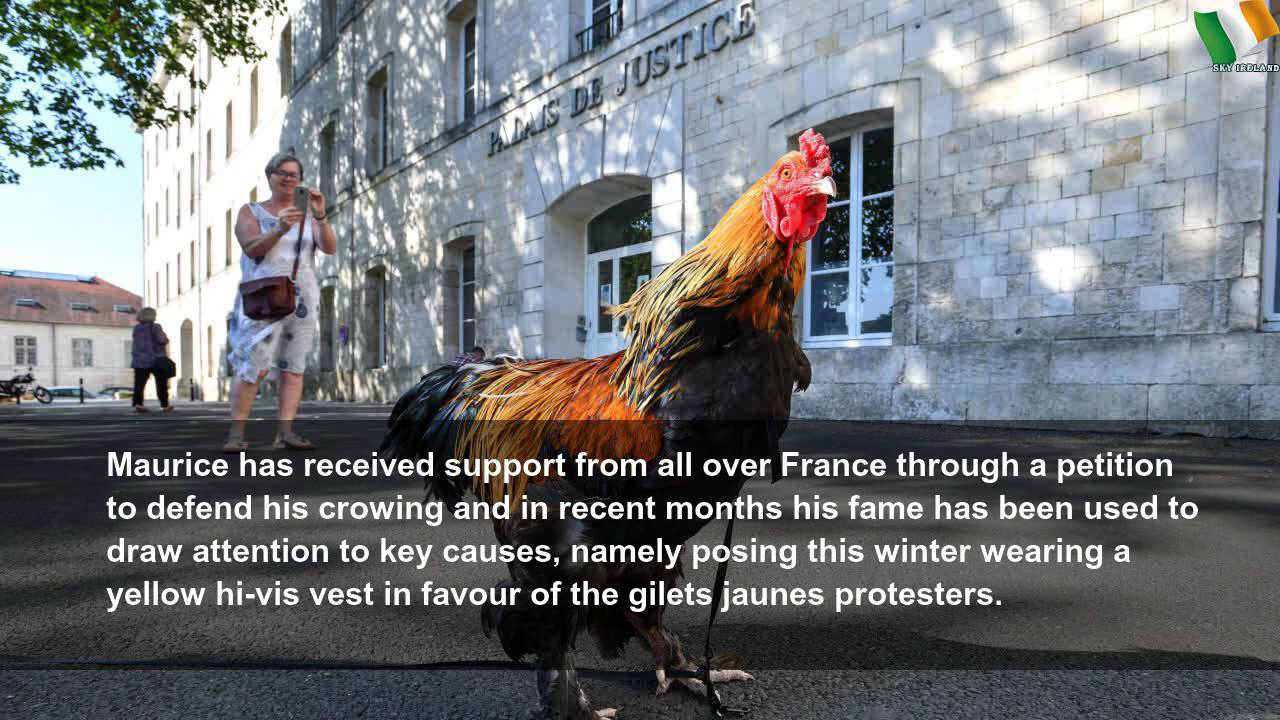 SKY IRELAND
PALAIS DE JUSTICE
Maurice has received support from all over France through a petition
to defend his crowing and in recent months his fame has been used to
draw attention to key causes, namely posing this winter wearing a
yellow hi-vis vest in favour of the gilets jaunes protesters.